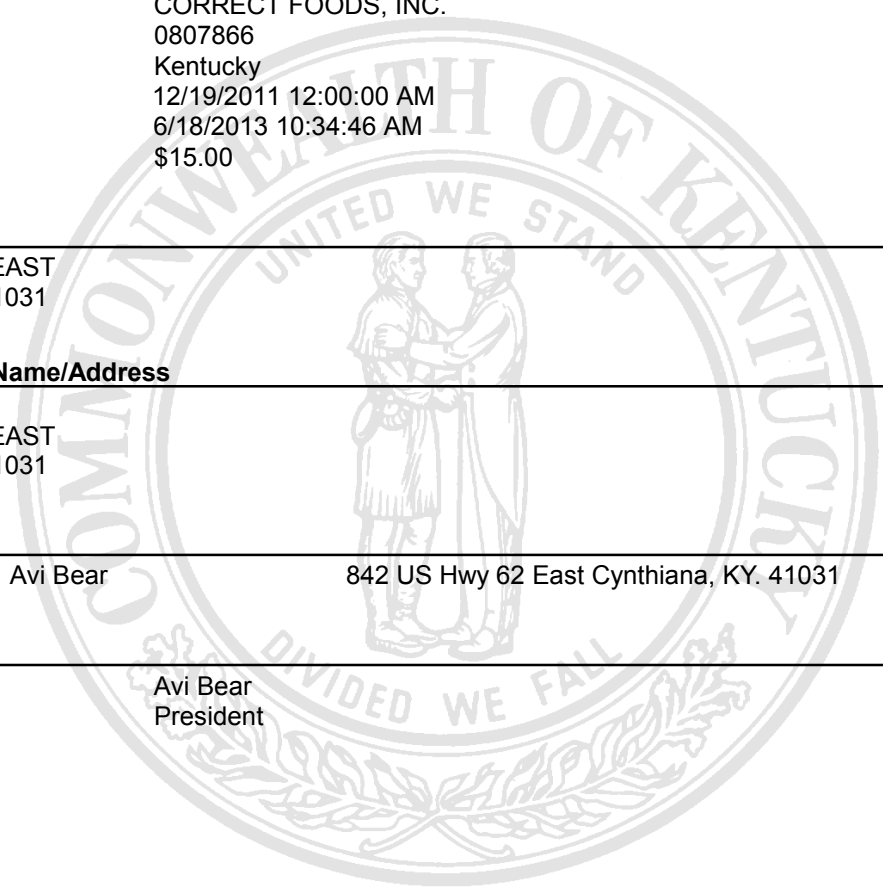 CORRECT FOODS, INC.
0807866
Kentucky
12/19/2011 12:00:00 AM
6/18/2013 10:34:46 AM
$15.00
EAST
1031
Name/Address
EAST
1031
Avi Bear 842 US Hwy 62 East Cynthiana, KY. 41031
Avi Bear
President
COMMONWEALTH OF KENTUCKY
UNITED WE STAND
DIVIDED WE FALL